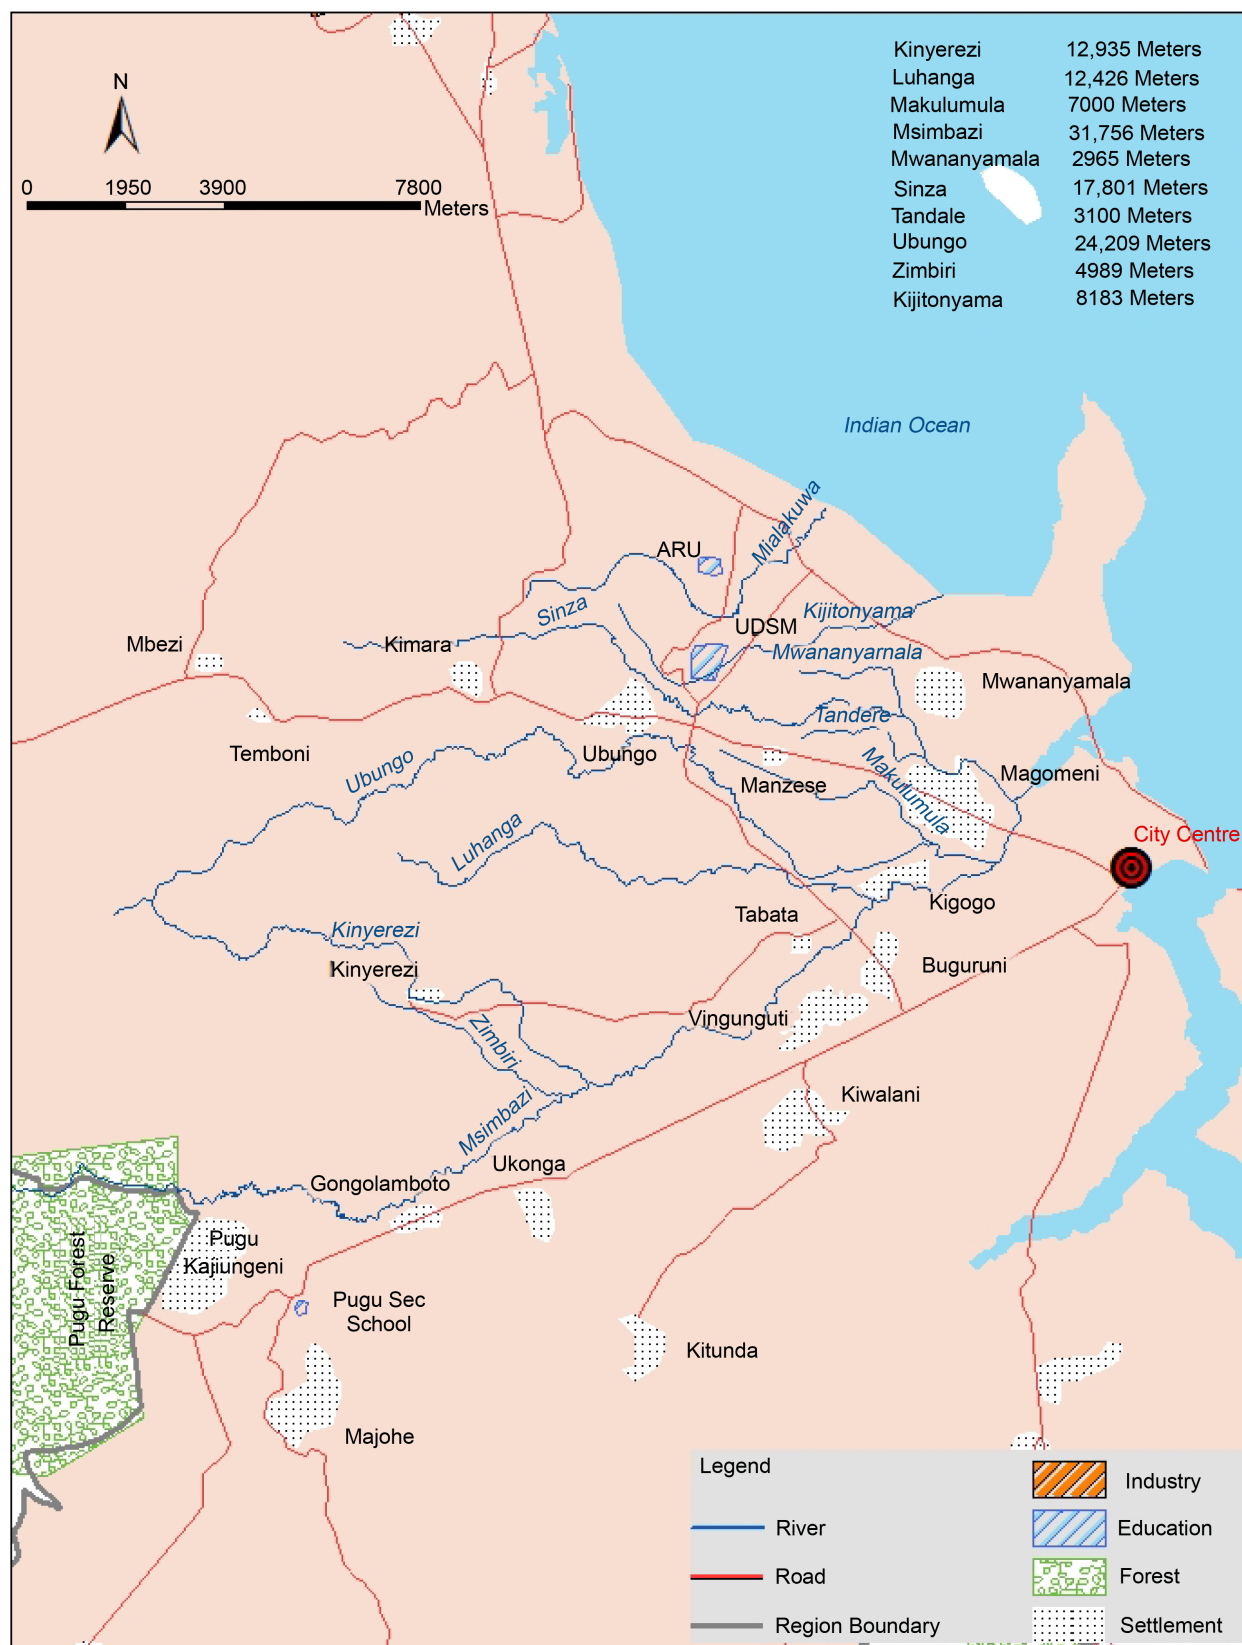 Kinyerezi 12,935 Meters
Luhanga 12,426 Meters
Makulumula 7000 Meters
Msimbazi 31,756 Meters
Mwananyamala 2965 Meters
Sinza 17,801 Meters
Tandale 3100 Meters
Ubungo 24,209 Meters
Zimbiri 4989 Meters
Kijitonyama 8183 Meters
N
0 1950 3900 7800
Meters
Indian Ocean
Mialakuwa
ARU
Sinza
Kijitonyama
UDSM
Mbezi
Kimara
Mwananyarnala
Mwananyamala
Tandere
Temboni
Ubungo
Ubungo
Manzese
Makulumula
Magomeni
City Centre
Luhanga
Kigogo
Tabata
Kinyerezi
Kinyerezi
Buguruni
Zimbiri
Vingunguti
Kiwalani
Msimbazi
Ukonga
Gongolamboto
Pugu
Kajiungeni
Pugu Forest
Reserve
Pugu Sec
School
Kitunda
Majohe
Legend
River
Road
Region Boundary
Industry
Education
Forest
Settlement